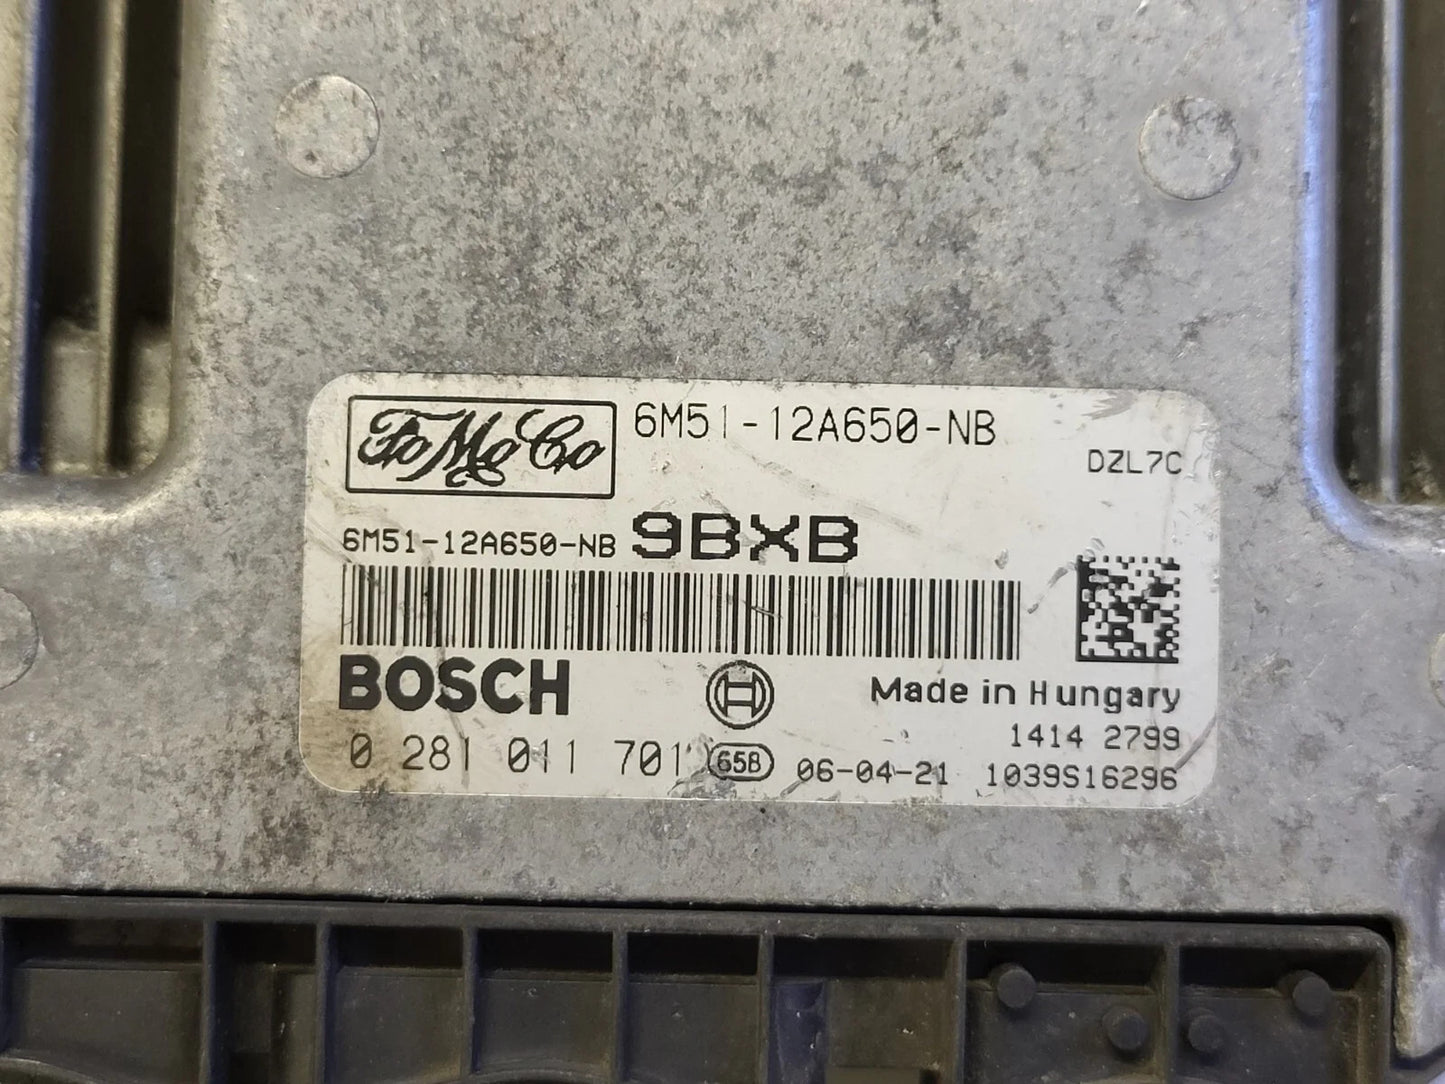 FoMoCo
6M51-12A650-NB
DZL7C
6M51-12A650-NB 9BXB
BOSCH
Made in Hungary
1414 2799
0 281 011 701 65B 06-04-21 1039S16296